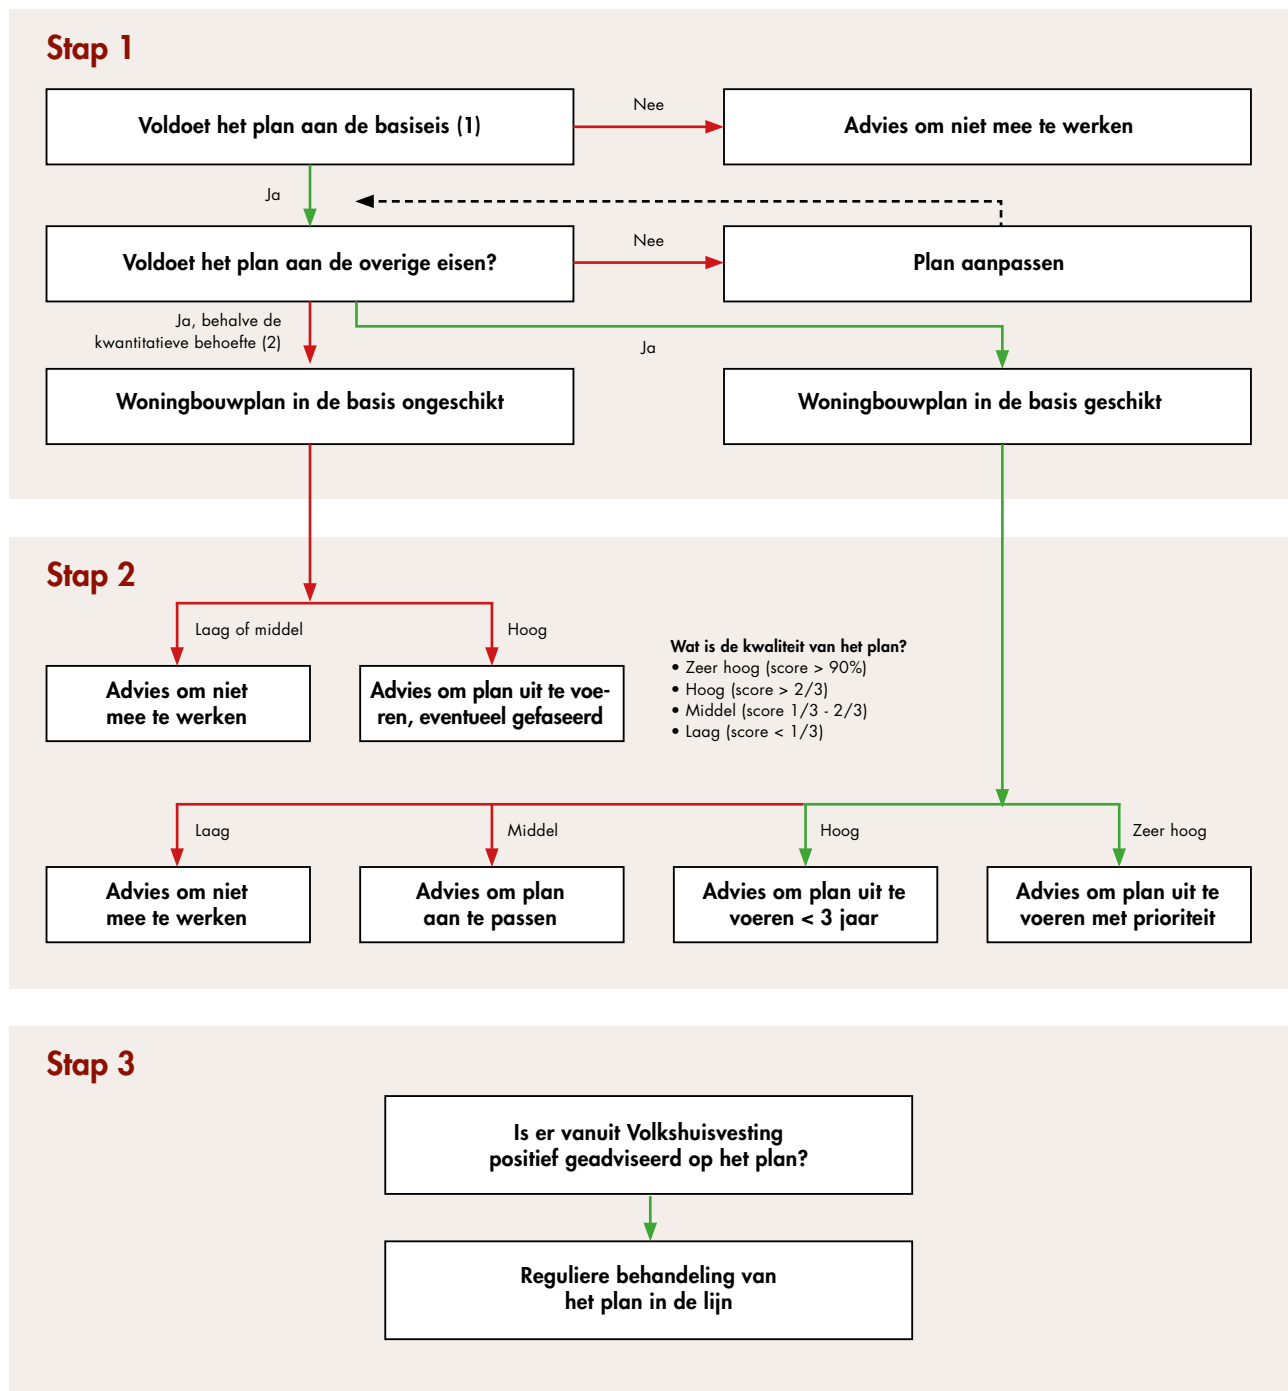 Stap 1
Voldoet het plan aan de basiseis (1)
Nee
Advies om niet mee te werken
Ja
Voldoet het plan aan de overige eisen?
Nee
Plan aanpassen
Ja, behalve de
kwantitatieve behoefte (2)
Ja
Woningbouwplan in de basis ongeschikt
Woningbouwplan in de basis geschikt
Stap 2
Laag of middel
Hoog
Advies om niet
mee te werken
Advies om plan uit te voe-
ren, eventueel gefaseerd
Wat is de kwaliteit van het plan?
• Zeer hoog (score > 90%)
• Hoog (score > 2/3)
• Middel (score 1/3 - 2/3)
• Laag (score < 1/3)
Laag
Middel
Hoog
Zeer hoog
Advies om niet
mee te werken
Advies om plan
aan te passen
Advies om plan uit te
voeren < 3 jaar
Advies om plan uit te
voeren met prioriteit
Stap 3
Is er vanuit Volkshuisvesting
positief geadviseerd op het plan?
Reguliere behandeling van
het plan in de lijn